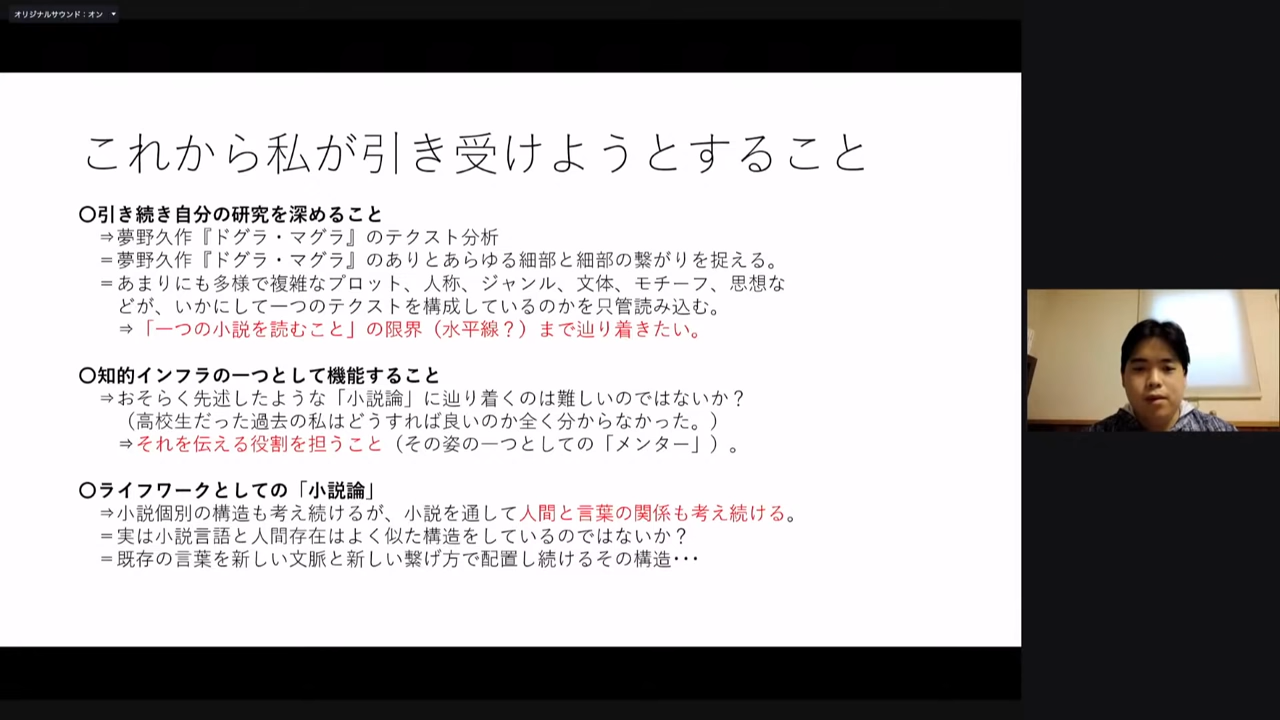 オリジナルサウンド：オン
これから私が引き受けようとすること
〇引き続き自分の研究を深めること
⇒夢野久作『ドグラ・マグラ』のテクスト分析
＝夢野久作『ドグラ・マグラ』のありとあらゆる細部と細部の繋がりを捉える。
＝あまりにも多様で複雑なプロット、人称、ジャンル、文体、モチーフ、思想な
どが、いかにして一つのテクストを構成しているのかを只管読み込む。
⇒「一つの小説を読むこと」の限界（水平線？）まで辿り着きたい。
〇知的インフラの一つとして機能すること
⇒おそらく先述したような「小説論」に辿り着くのは難しいのではないか？
（高校生だった過去の私はどうすれば良いのか全く分からなかった。）
⇒それを伝える役割を担うこと（その姿の一つとしての「メンター」）。
〇ライフワークとしての「小説論」
⇒小説個別の構造も考え続けるが、小説を通して人間と言葉の関係も考え続ける。
＝実は小説言語と人間存在はよく似た構造をしているのではないか？
＝既存の言葉を新しい文脈と新しい繋げ方で配置し続けるその構造･･･